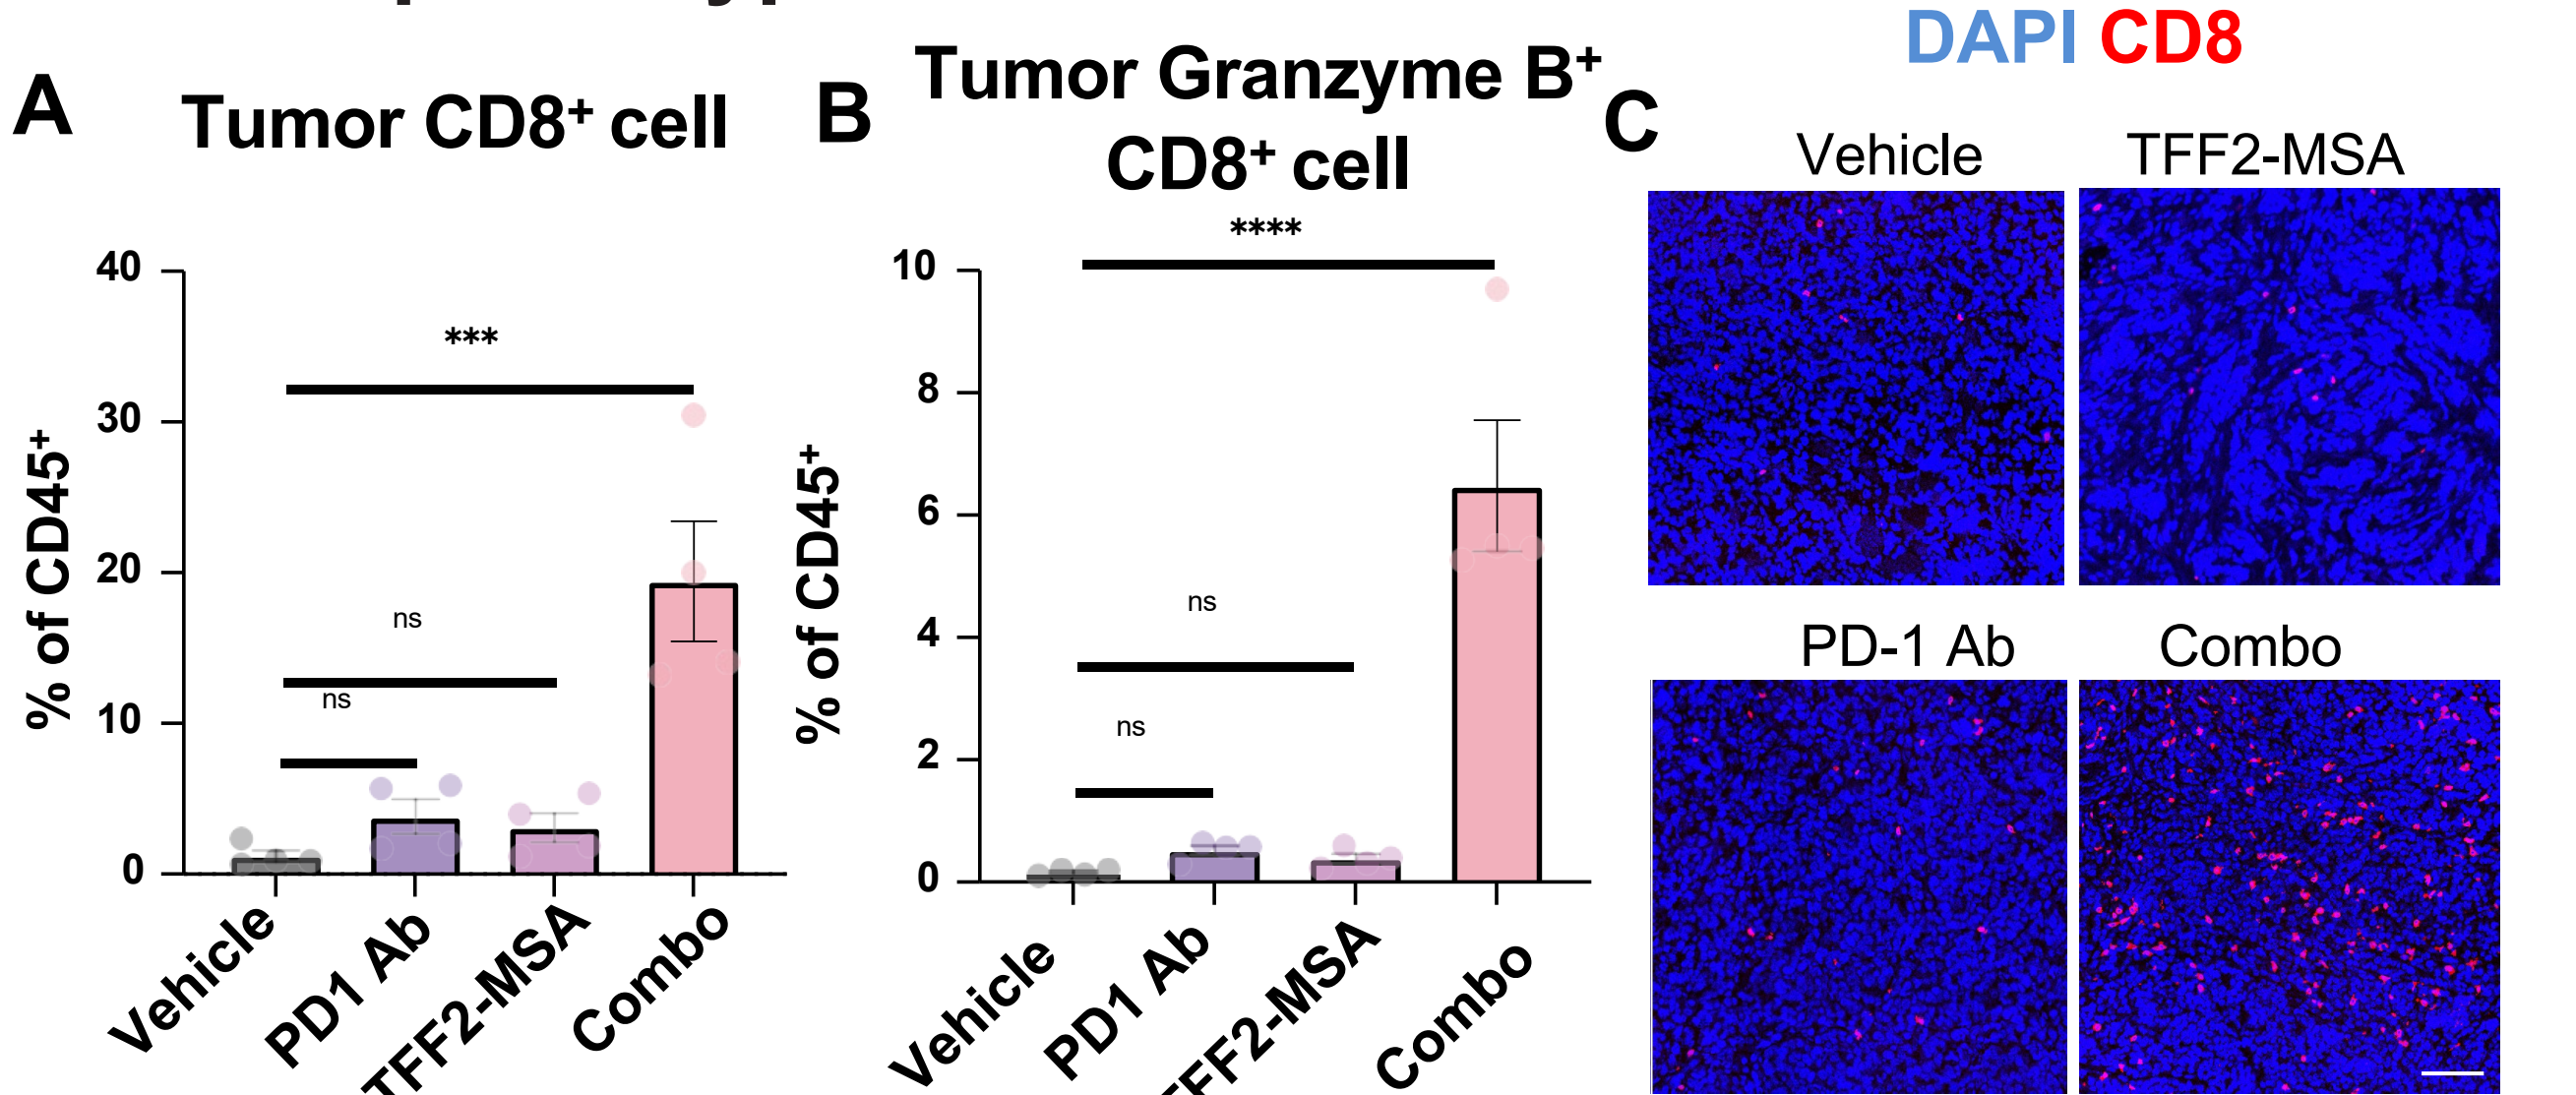 A
Tumor CD8+ cell
40
30
20
10
0
% of CD45+
***
ns
ns
Vehicle
PD1 Ab
TFF2-MSA
Combo
B
Tumor Granzyme B+
CD8+ cell
10
8
6
4
2
0
% of CD45+
****
ns
ns
Vehicle
PD1 Ab
TFF2-MSA
Combo
C
DAPI CD8
Vehicle
TFF2-MSA
PD-1 Ab
Combo